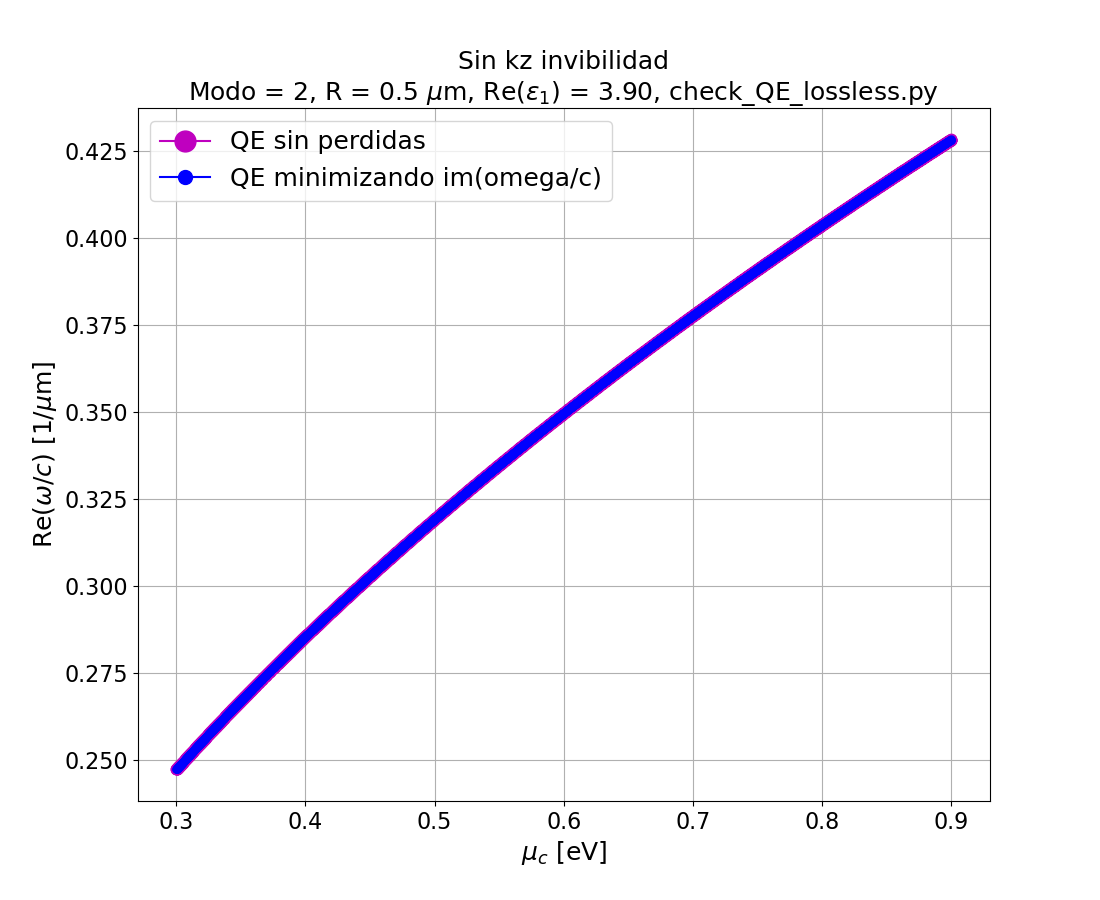 Sin kz invibilidad
Modo = 2, R = 0.5 μm, Re(ε₁) = 3.90, check_QE_lossless.py
QE sin perdidas
QE minimizando im(omega/c)
Re(ω/c) [1/μm]
0.425
0.400
0.375
0.350
0.325
0.300
0.275
0.250
0.3 0.4 0.5 0.6 0.7 0.8 0.9
μ_c [eV]